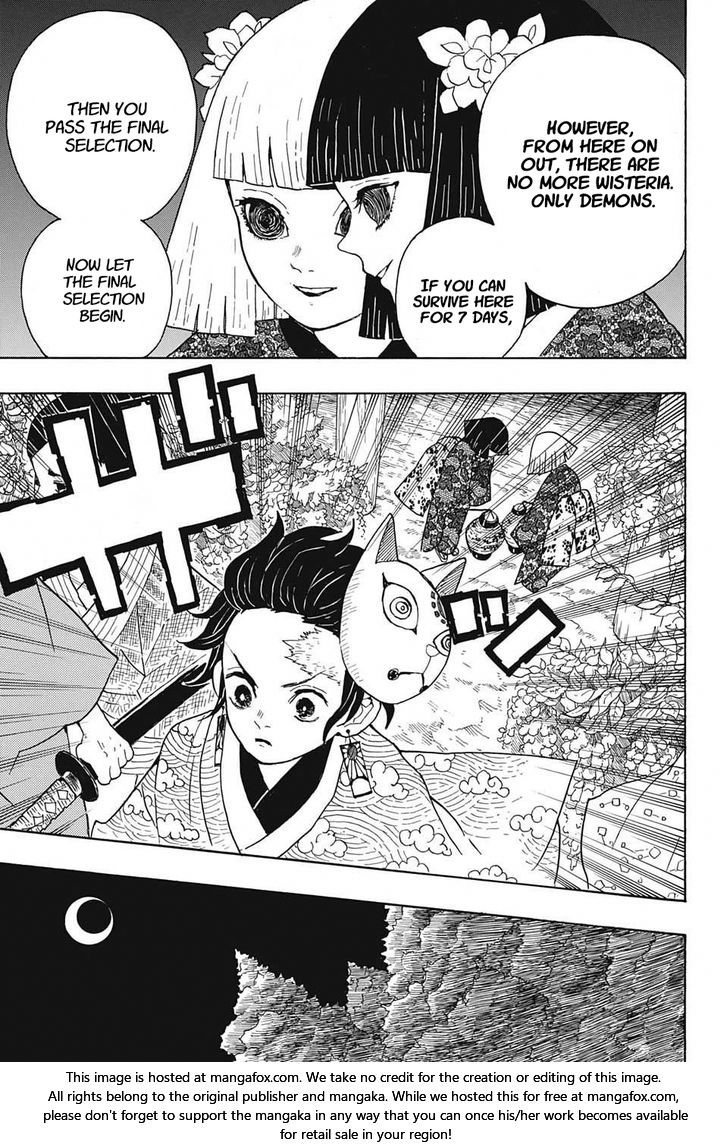 HOWEVER,
FROM HERE ON
OUT, THERE ARE
NO MORE WISTERIA.
ONLY DEMONS.
IF YOU CAN
SURVIVE HERE
FOR 7 DAYS,
THEN YOU
PASS THE FINAL
SELECTION.
NOW LET
THE FINAL
SELECTION
BEGIN.
ザッ
This image is hosted at mangafox.com. We take no credit for the creation or editing of this image.
All rights belong to the original publisher and mangaka. While we hosted this for free at mangafox.com,
please don't forget to support the mangaka in any way that you can once his/her work becomes available
for retail sale in your region!